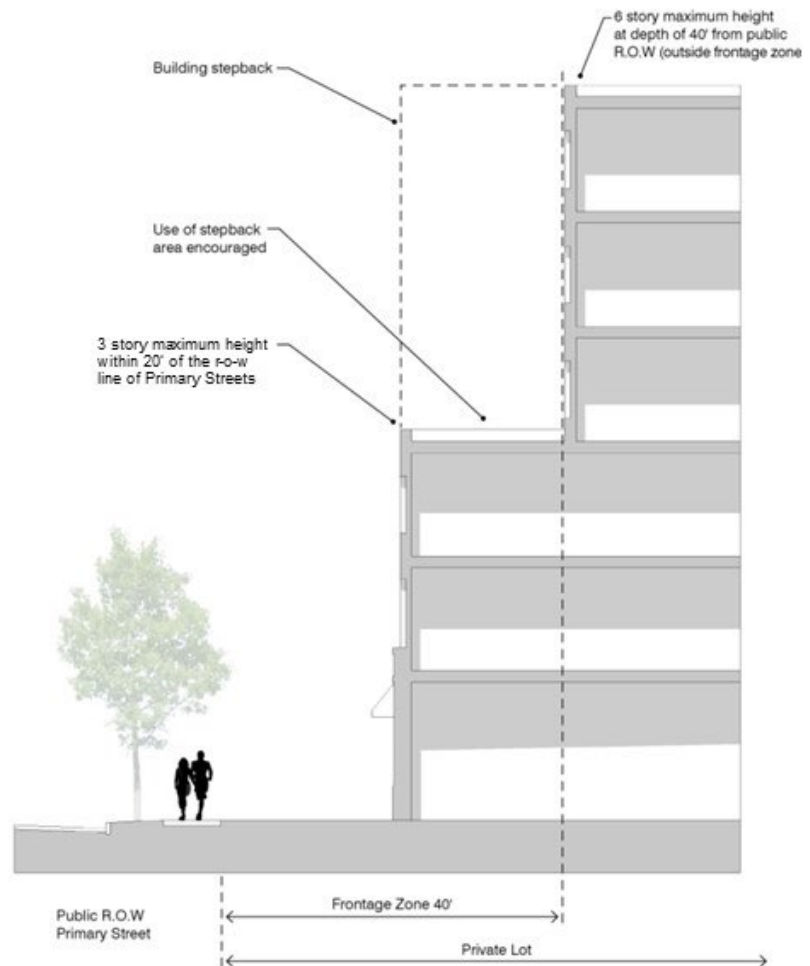 6 story maximum height
at depth of 40' from public
R.O.W (outside frontage zone
Building stepback
Use of stepback
area encouraged
3 story maximum height
within 20' of the r-o-w
line of Primary Streets
Public R.O.W
Primary Street
Frontage Zone 40'
Private Lot